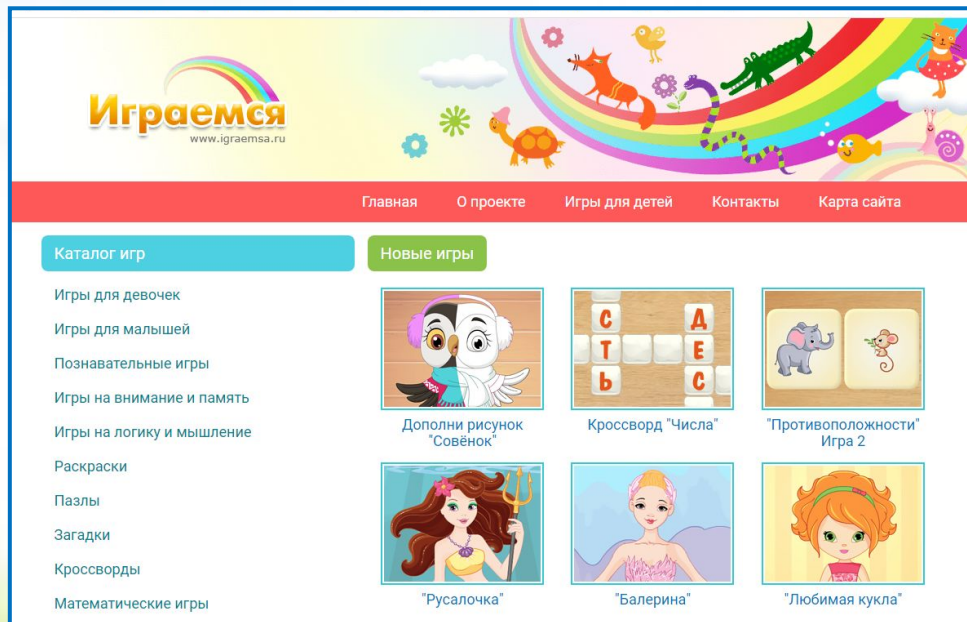 Играемся
www.igraemsa.ru
Главная О проекте Игры для детей Контакты Карта сайта
Каталог игр
Игры для девочек
Игры для малышей
Познавательные игры
Игры на внимание и память
Игры на логику и мышление
Раскраски
Пазлы
Загадки
Кроссворды
Математические игры
Новые игры
С Д
Т Е
Ь С
Дополни рисунок
"Совёнок"
Кроссворд "Числа"
"Противоположности"
Игра 2
"Русалочка"
"Балерина"
"Любимая кукла"